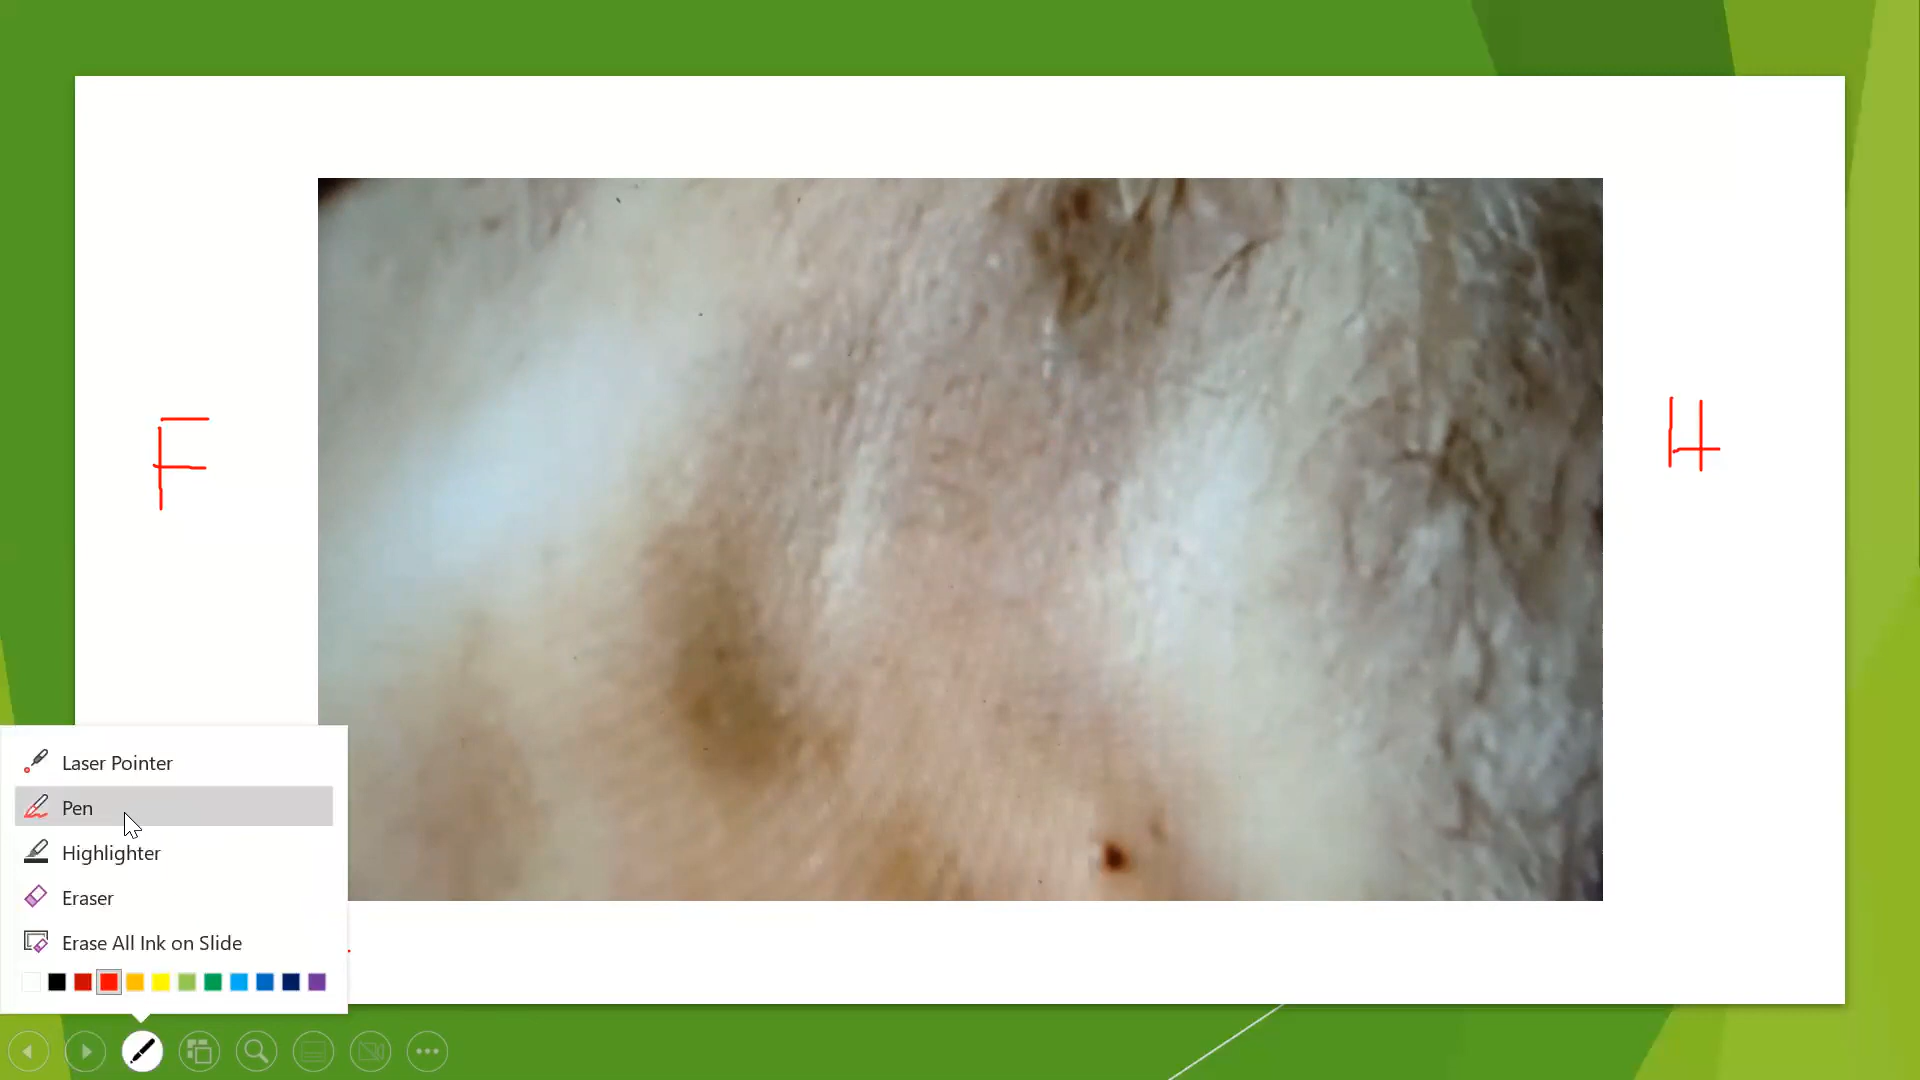 F
H
Laser Pointer
Pen
Highlighter
Eraser
Erase All Ink on Slide